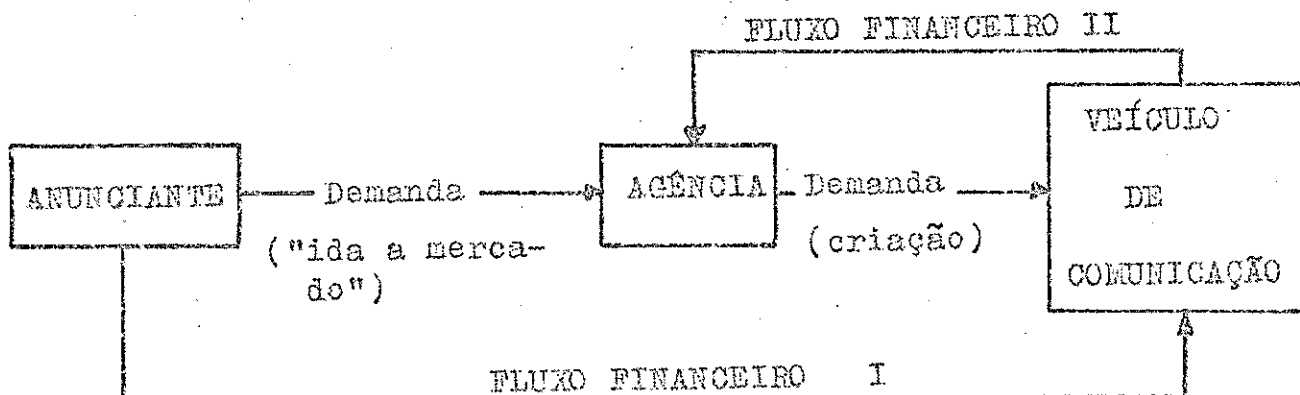 FLUXO FINANCEIRO II
ANUNCIANTE
Demanda
("ida a merca-
do")
AGÊNCIA
Demanda
(criação)
VEÍCULO
DE
COMUNICAÇÃO
FLUXO FINANCEIRO I